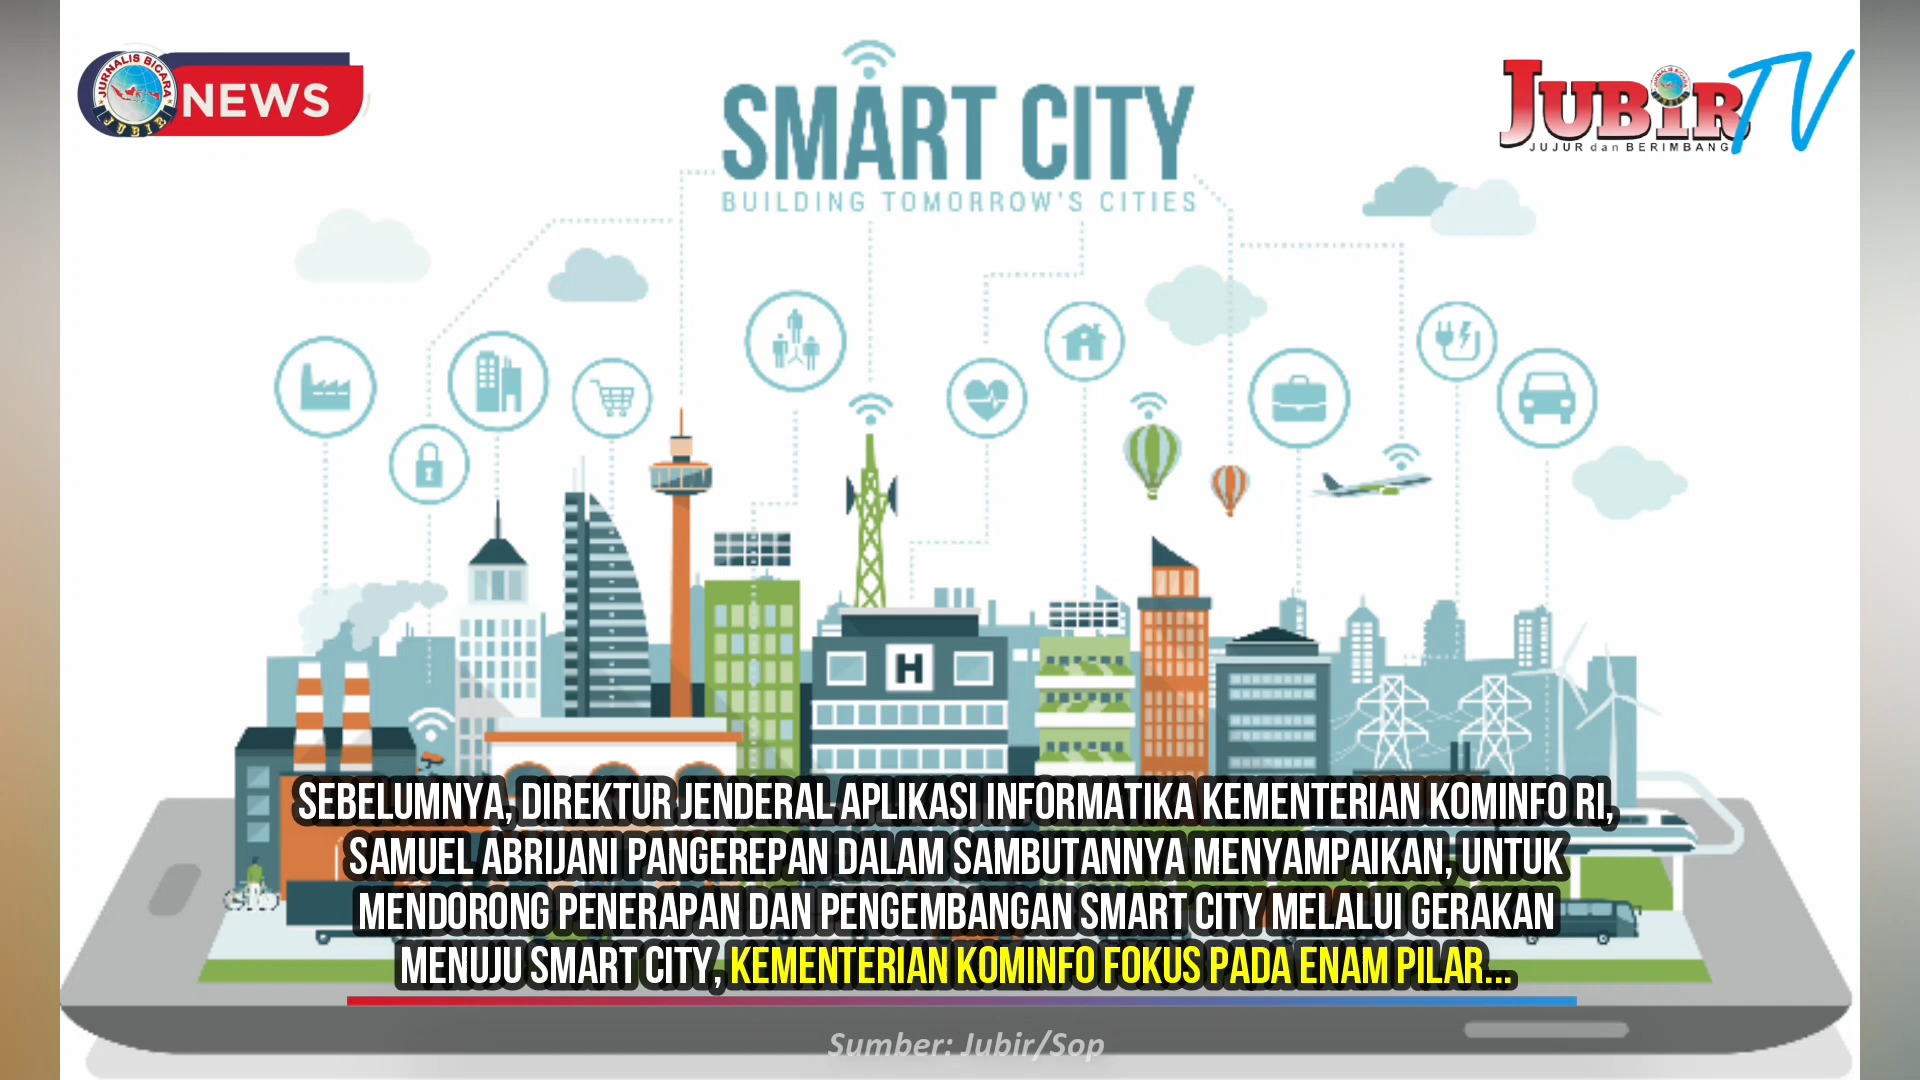 JURNALIS BICARA
JUBIR
NEWS
SMART CITY
BUILDING TOMORROW'S CITIES
JUBIR TV
JUJUR dan BERIMBANG
H
SEBELUMNYA, DIREKTUR JENDERAL APLIKASI INFORMATIKA KEMENTERIAN KOMINFO RI,
SAMUEL ABRIJANI PANGEREPAN DALAM SAMBUTANNYA MENYAMPAIKAN, UNTUK
MENDORONG PENERAPAN DAN PENGEMBANGAN SMART CITY MELALUI GERAKAN
MENUJU SMART CITY, KEMENTERIAN KOMINFO FOKUS PADA ENAM PILAR...
Sumber: Jubir/Sop